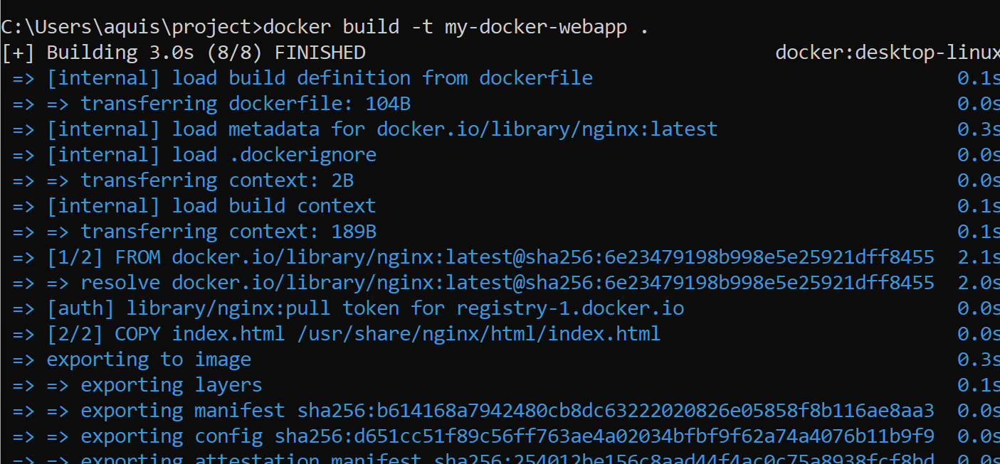 C:\Users\aquis\project>docker build -t my-docker-webapp .
[+] Building 3.0s (8/8) FINISHED docker:desktop-linux
=> [internal] load build definition from dockerfile 0.1s
=> => transferring dockerfile: 104B 0.0s
=> [internal] load metadata for docker.io/library/nginx:latest 0.3s
=> [internal] load .dockerignore 0.0s
=> => transferring context: 2B 0.0s
=> [internal] load build context 0.1s
=> => transferring context: 189B 0.1s
=> [1/2] FROM docker.io/library/nginx:latest@sha256:6e23479198b998e5e25921dff8455 2.1s
=> => resolve docker.io/library/nginx:latest@sha256:6e23479198b998e5e25921dff8455 2.0s
=> [auth] library/nginx:pull token for registry-1.docker.io 0.0s
=> [2/2] COPY index.html /usr/share/nginx/html/index.html 0.0s
=> exporting to image 0.3s
=> => exporting layers 0.1s
=> => exporting manifest sha256:b614168a7942480cb8dc63222020826e05858f8b116ae8aa3 0.0s
=> => exporting config sha256:d651cc51f89c56ff763ae4a02034bfbf9f62a74a4076b11b9f9 0.0s
=> => exporting attestation manifest sha256:254012be156c8aad44f4ac0c75a8938fcf8bd 0.0s